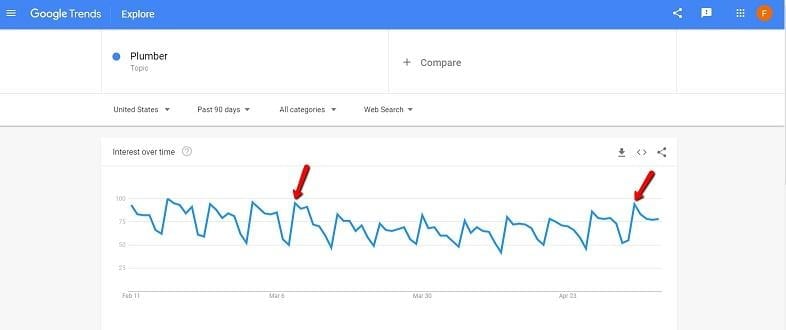 Google Trends Explore F
Plumber
Topic
+ Compare
United States Past 90 days All categories Web Search
Interest over time ?
100
75
50
25
Feb 11 Mar 6 Mar 30 Apr 23